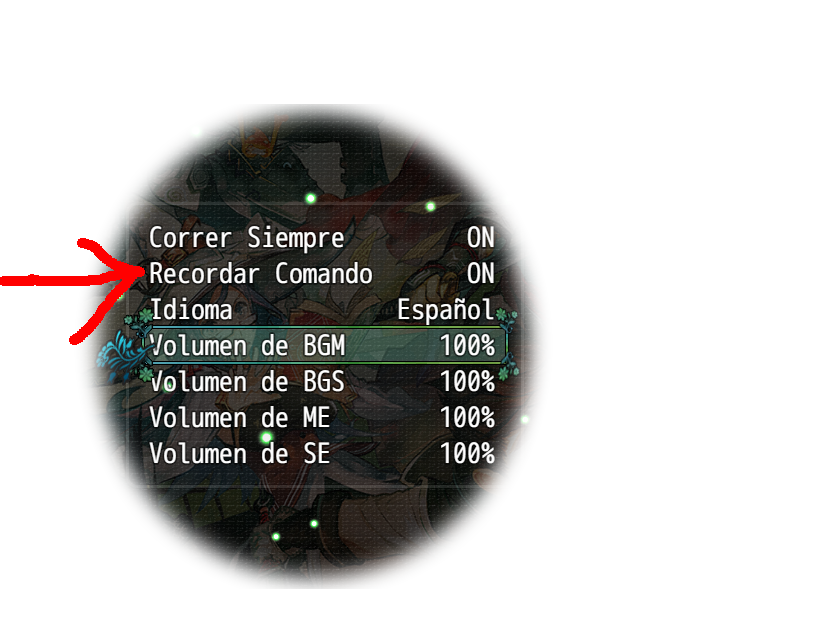 Correr Siempre ON
Recordar Comando ON
Idioma Español
Volumen de BGM 100%
Volumen de BGS 100%
Volumen de ME 100%
Volumen de SE 100%